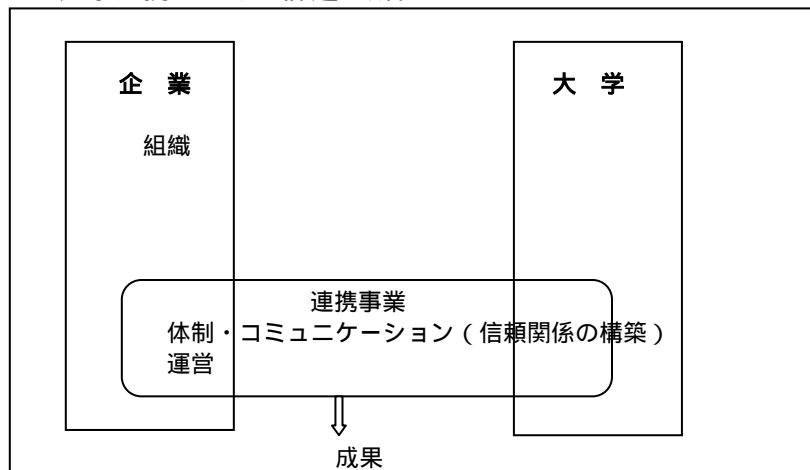 企 業
大 学
組織
連携事業
体制・コミュニケーション（信頼関係の構築）
運営
成果